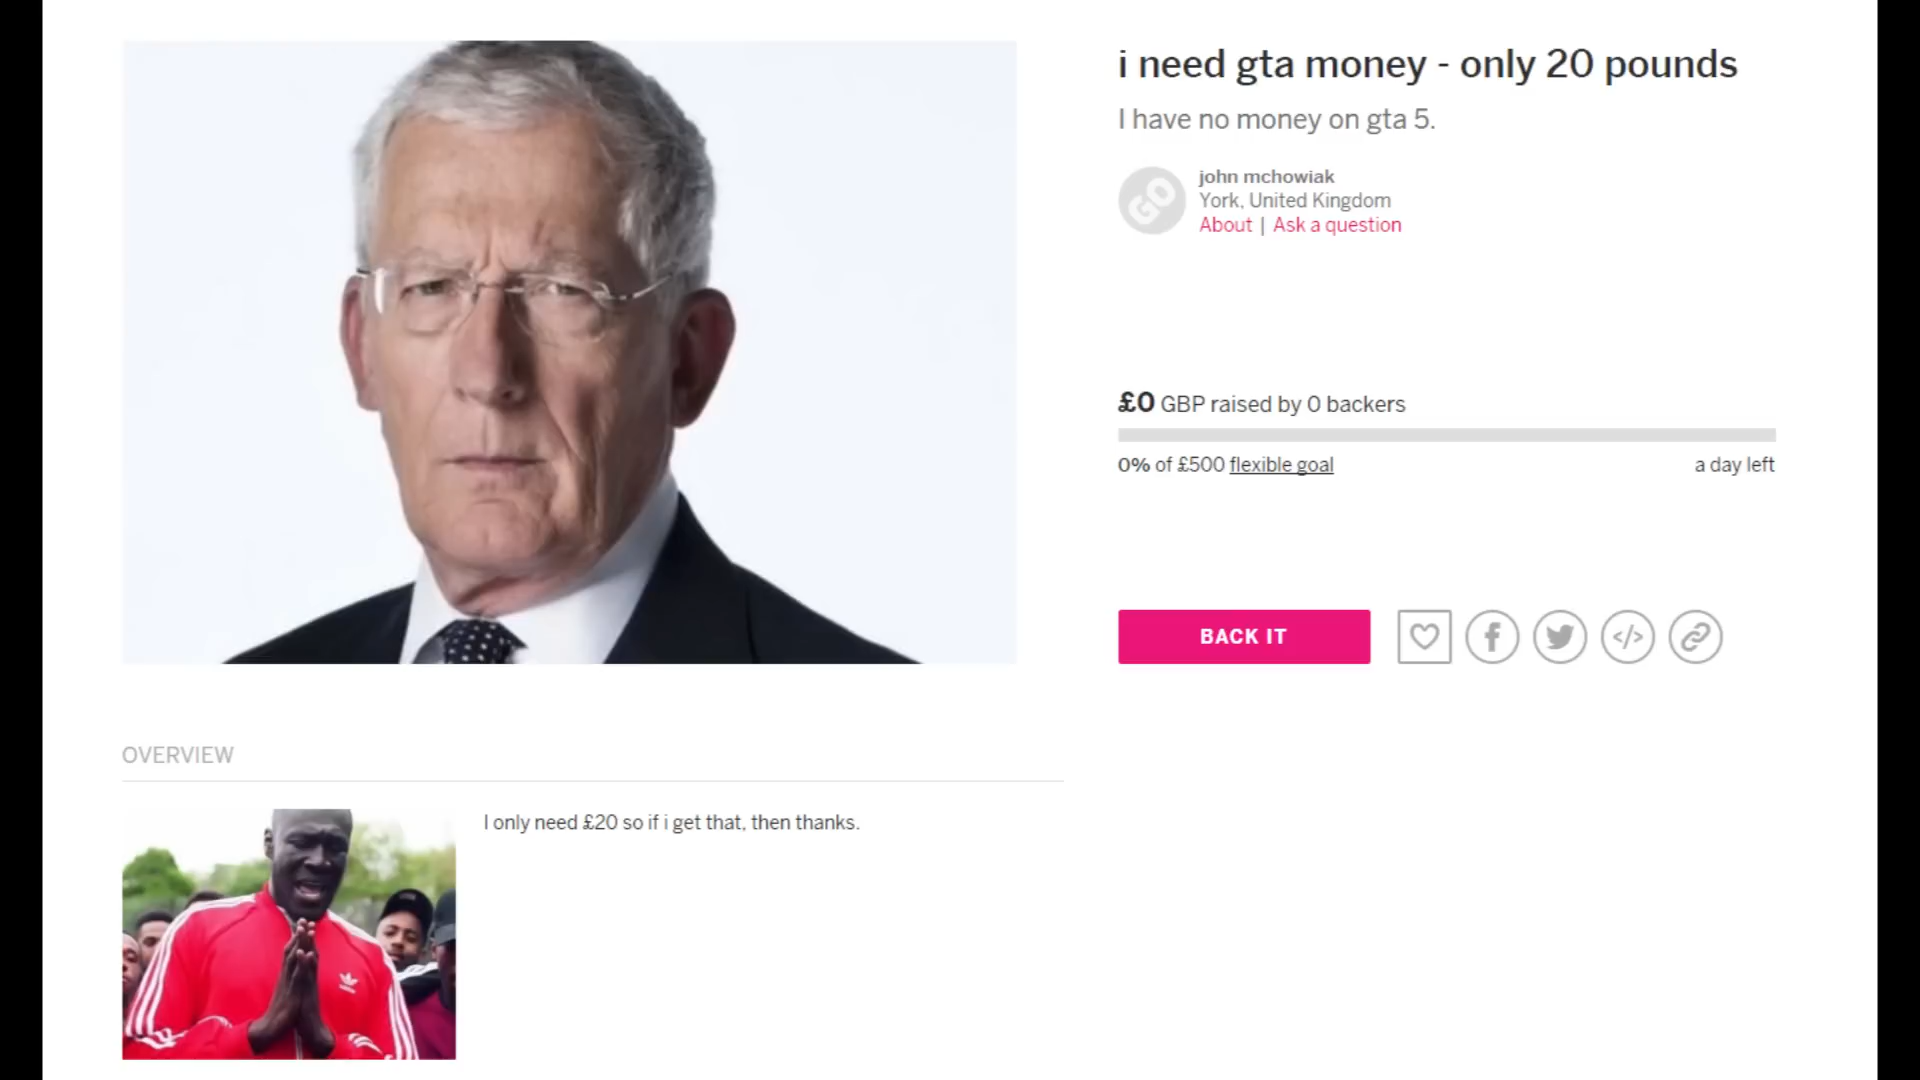 i need gta money - only 20 pounds
I have no money on gta 5.
GO
john mchowiak
York, United Kingdom
About | Ask a question
£0 GBP raised by 0 backers
0% of £500 flexible goal
a day left
BACK IT
</>
OVERVIEW
I only need £20 so if i get that, then thanks.